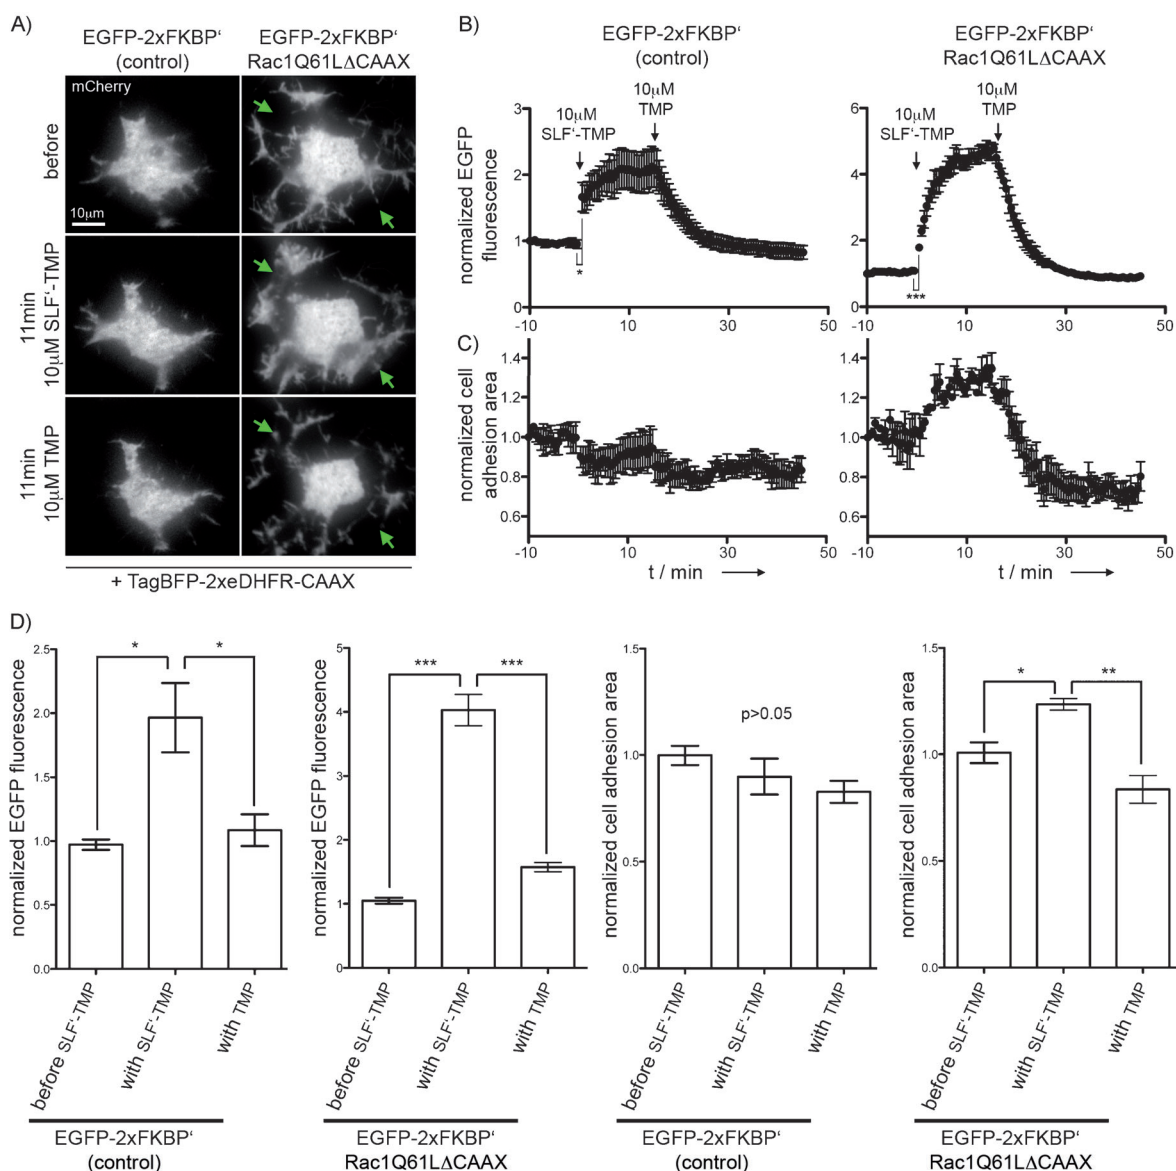 A)
EGFP-2xFKBP‘
(control)
EGFP-2xFKBP‘
Rac1Q61LΔCAAX
mCherry
10µm
before
11min
10µM SLF‘-TMP
11min
10µM TMP
+ TagBFP-2xeDHFR-CAAX
B)
EGFP-2xFKBP‘
(control)
EGFP-2xFKBP‘
Rac1Q61LΔCAAX
normalized EGFP
fluorescence
3
2
1
0
10µM
SLF‘-TMP
10µM
TMP
*
-10 10 30 50
6
4
2
0
10µM
SLF‘-TMP
10µM
TMP
***
-10 10 30 50
C)
normalized cell
adhesion area
1.4
1.2
1.0
0.8
0.6
-10 10 30 50
t / min
1.4
1.2
1.0
0.8
0.6
-10 10 30 50
t / min
D)
normalized EGFP fluorescence
2.5
2.0
1.5
1.0
0.5
0.0
* *
before SLF‘-TMP
with SLF‘-TMP
with TMP
EGFP-2xFKBP‘
(control)
normalized EGFP fluorescence
5
4
3
2
1
0
*** ***
before SLF‘-TMP
with SLF‘-TMP
with TMP
EGFP-2xFKBP‘
Rac1Q61LΔCAAX
normalized cell adhesion area
1.5
1.0
0.5
0.0
p>0.05
before SLF‘-TMP
with SLF‘-TMP
with TMP
EGFP-2xFKBP‘
(control)
normalized cell adhesion area
1.5
1.0
0.5
0.0
* **
before SLF‘-TMP
with SLF‘-TMP
with TMP
EGFP-2xFKBP‘
Rac1Q61LΔCAAX